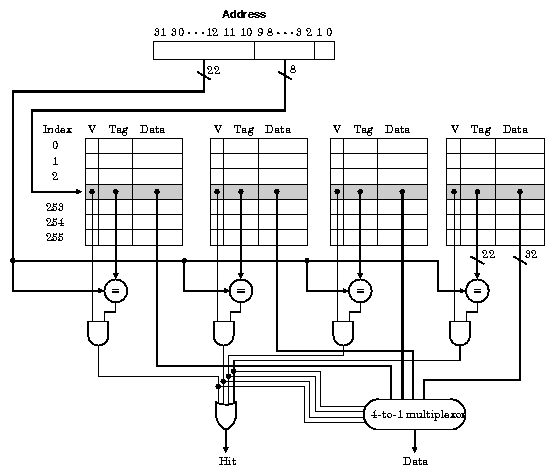 Address
31 30 ··· 12 11 10 9 8 ··· 3 2 1 0
22
8
Index V Tag Data V Tag Data V Tag Data V Tag Data
0
1
2
253
254
255
22
32
= = = =
4-to-1 multiplexor
Hit
Data